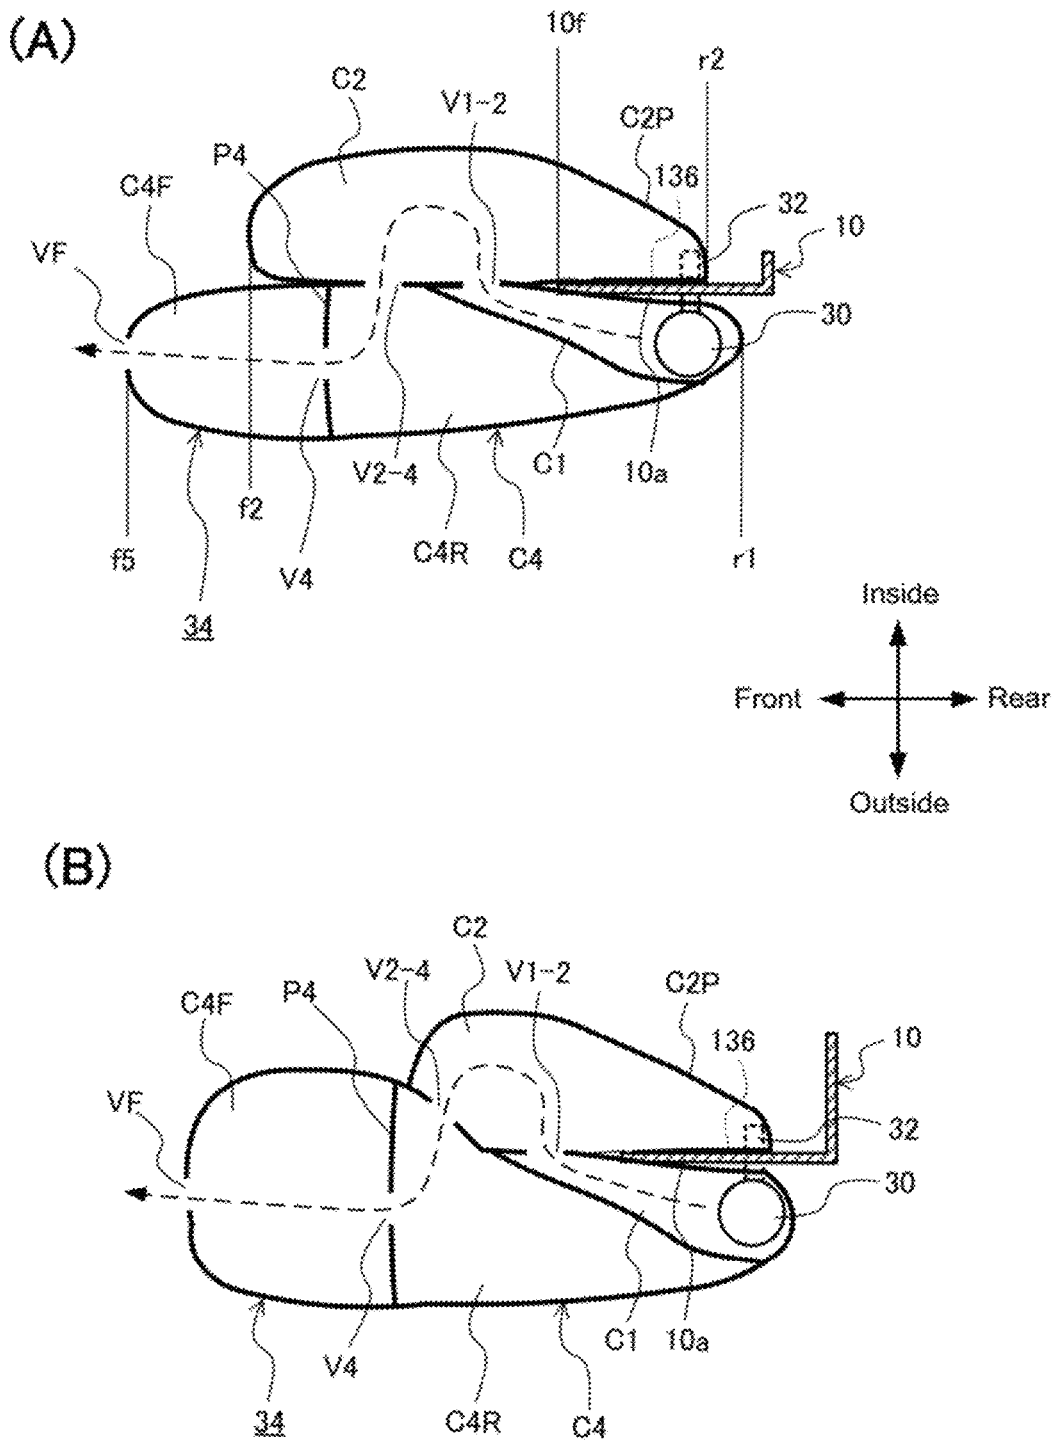 (A)
10f
r2
C2
V1-2
C2P
P4
136
C4F
32
10
VF
30
V2-4
C1
10a
f2
f5
V4
C4R
C4
r1
34
Inside
Front
Rear
Outside
(B)
C2
V2-4
V1-2
C2P
P4
C4F
136
10
VF
32
30
C1
10a
V4
34
C4R
C4